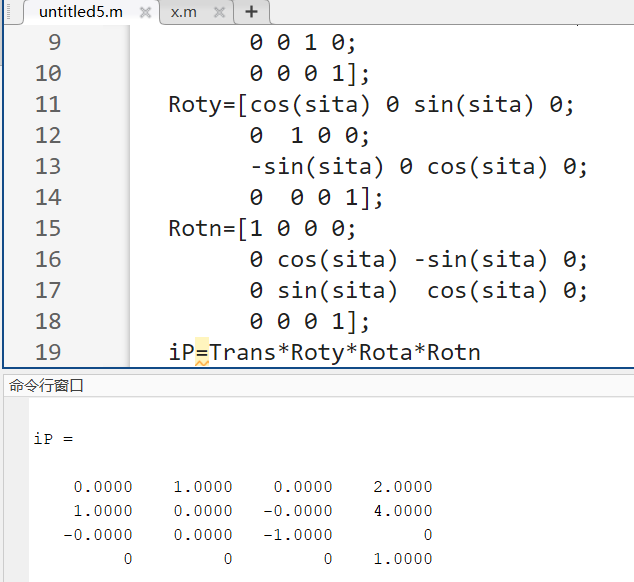 untitled5.m × x.m × +
9 0 0 1 0;
10 0 0 0 1];
11 Roty=[cos(sita) 0 sin(sita) 0;
12 0 1 0 0;
13 -sin(sita) 0 cos(sita) 0;
14 0 0 0 1];
15 Rotn=[1 0 0 0;
16 0 cos(sita) -sin(sita) 0;
17 0 sin(sita) cos(sita) 0;
18 0 0 0 1];
19 iP=Trans*Roty*Rota*Rotn
命令行窗口
iP =
0.0000 1.0000 0.0000 2.0000
1.0000 0.0000 -0.0000 4.0000
-0.0000 0.0000 -1.0000 0
0 0 0 1.0000